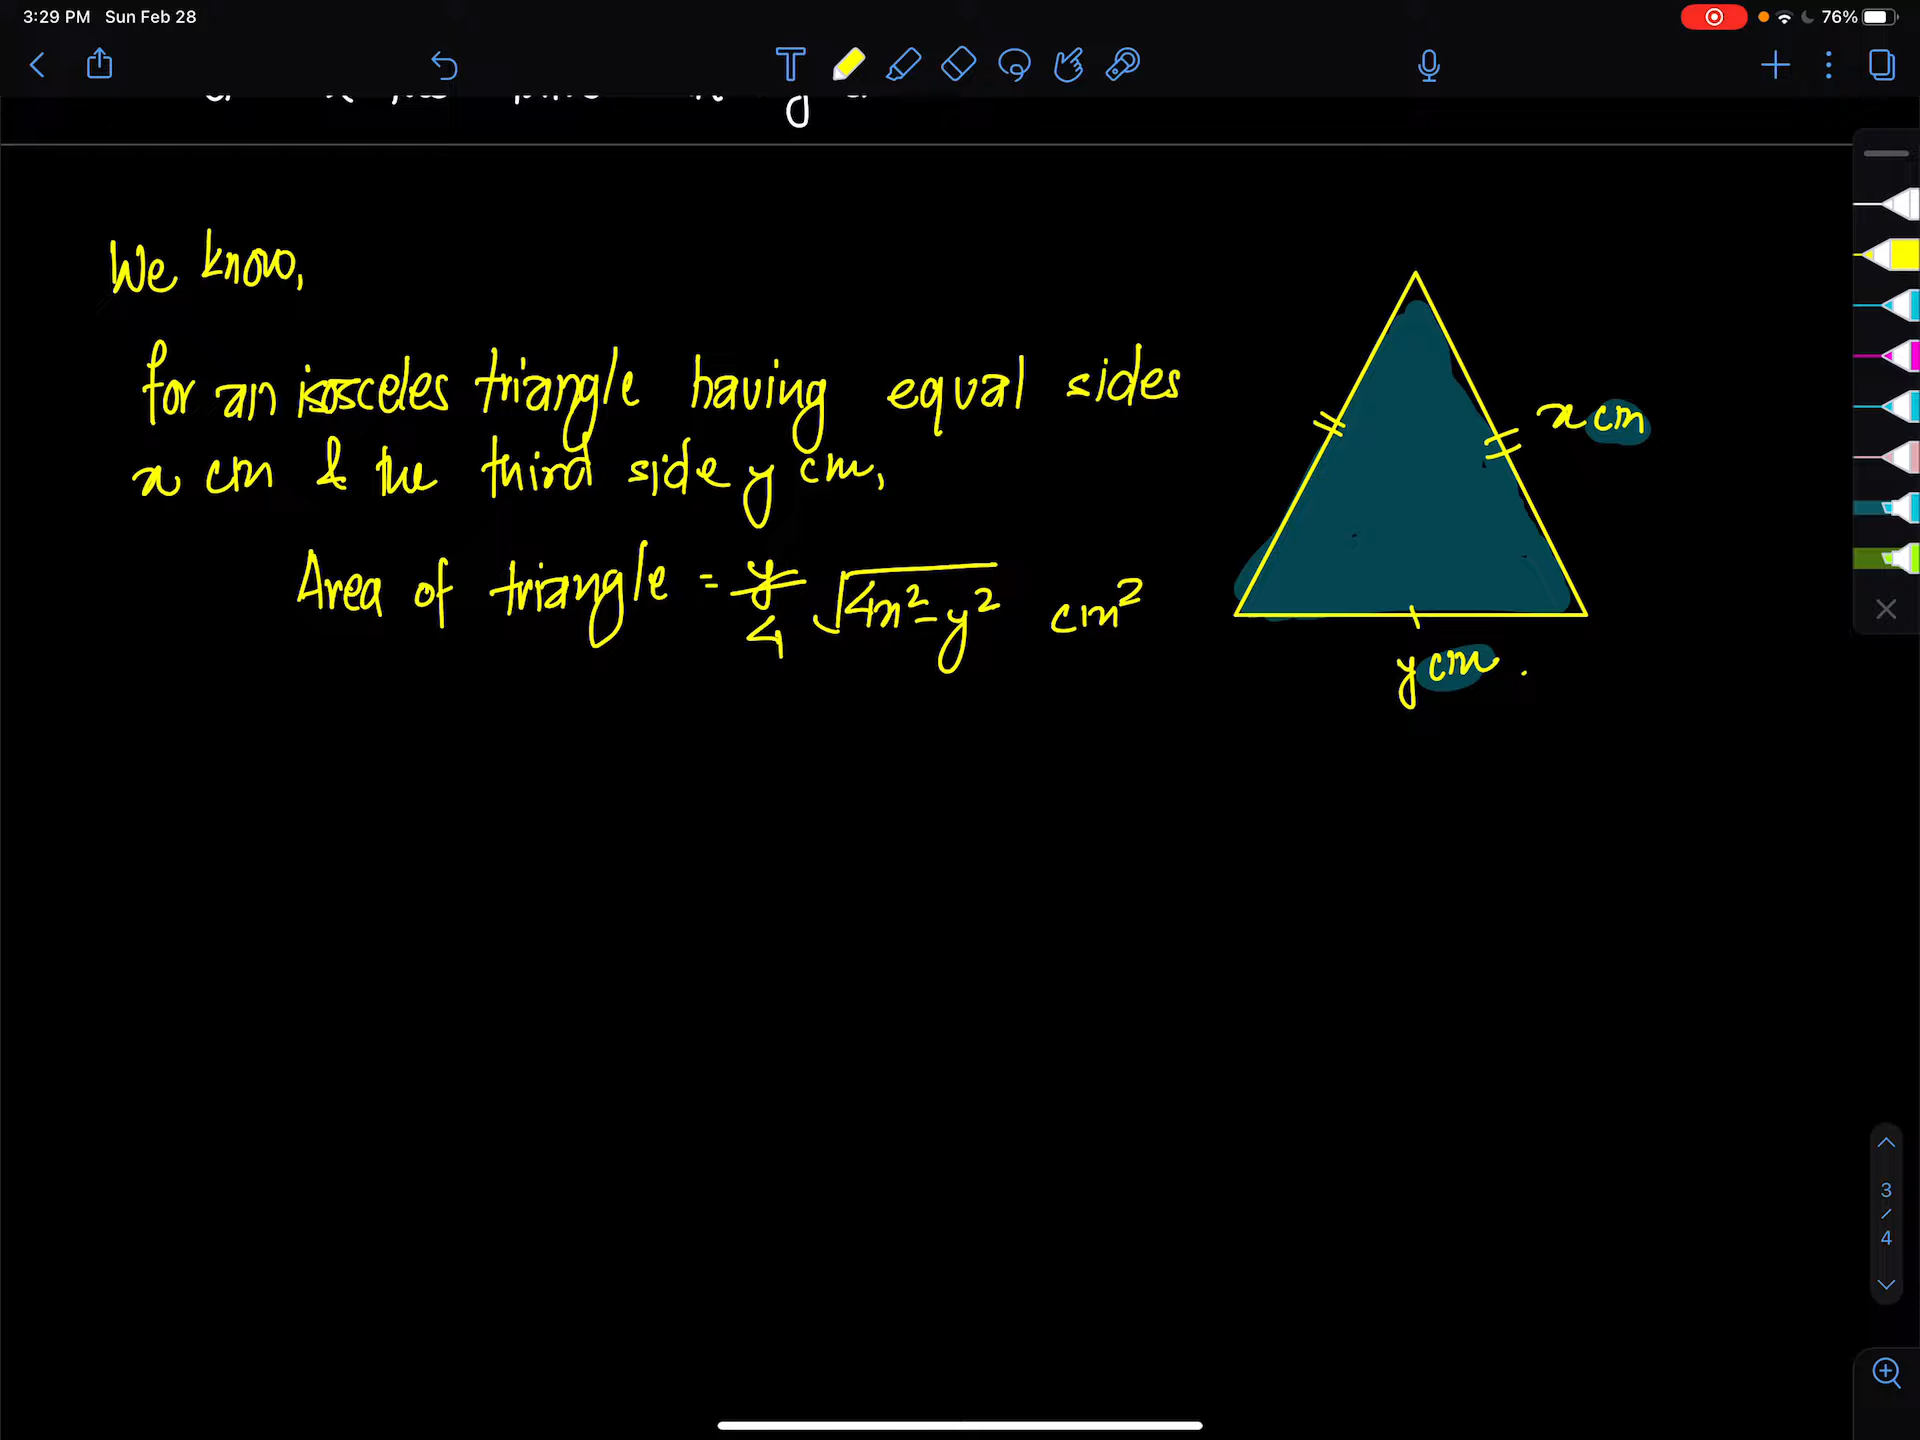 3:29 PM Sun Feb 28
76%
T
We know,
for an isosceles triangle having equal sides
x cm & the third side y cm,
Area of triangle = y/4 √4x²-y² cm²
x cm
y cm.
3
/
4